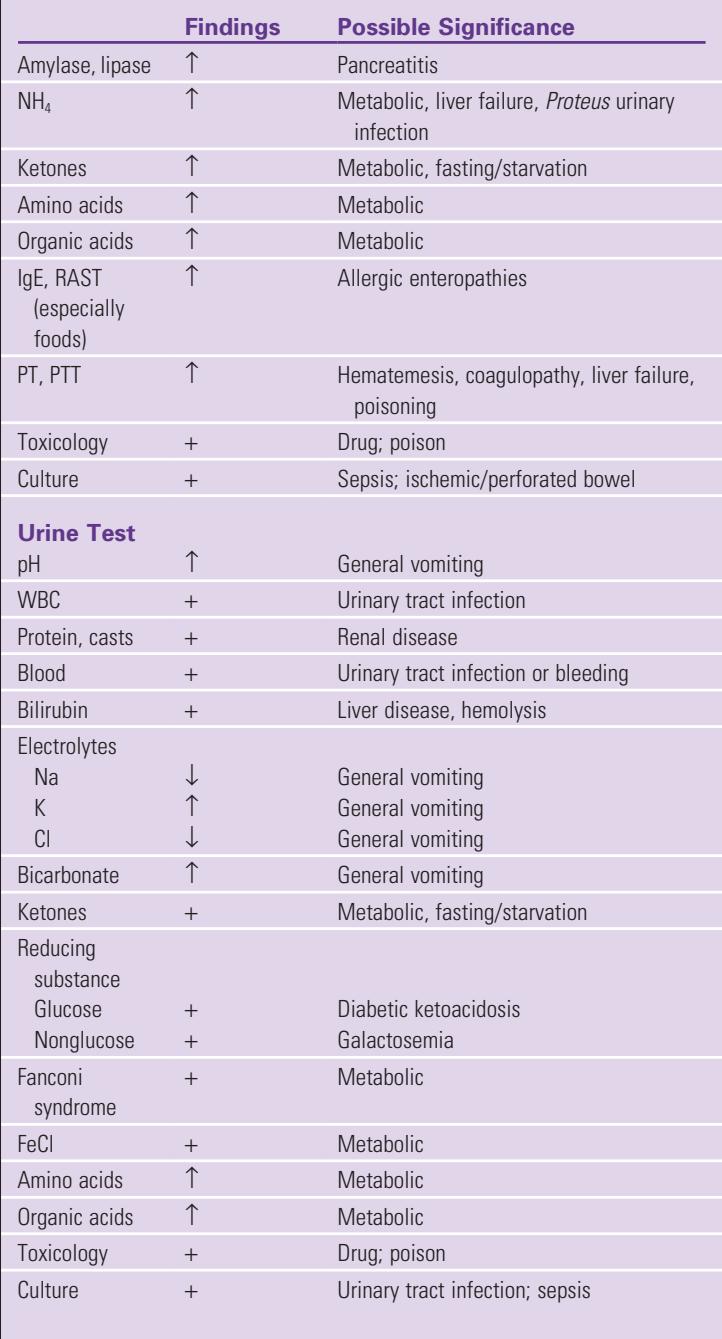 Findings Possible Significance
Amylase, lipase ↑ Pancreatitis
NH₄ ↑ Metabolic, liver failure, Proteus urinary
infection
Ketones ↑ Metabolic, fasting/starvation
Amino acids ↑ Metabolic
Organic acids ↑ Metabolic
IgE, RAST ↑ Allergic enteropathies
(especially
foods)
PT, PTT ↑ Hematemesis, coagulopathy, liver failure,
poisoning
Toxicology + Drug; poison
Culture + Sepsis; ischemic/perforated bowel
Urine Test
pH ↑ General vomiting
WBC + Urinary tract infection
Protein, casts + Renal disease
Blood + Urinary tract infection or bleeding
Bilirubin + Liver disease, hemolysis
Electrolytes
Na ↓ General vomiting
K ↑ General vomiting
Cl ↓ General vomiting
Bicarbonate ↑ General vomiting
Ketones + Metabolic, fasting/starvation
Reducing
substance
Glucose + Diabetic ketoacidosis
Nonglucose + Galactosemia
Fanconi + Metabolic
syndrome
FeCl + Metabolic
Amino acids ↑ Metabolic
Organic acids ↑ Metabolic
Toxicology + Drug; poison
Culture + Urinary tract infection; sepsis